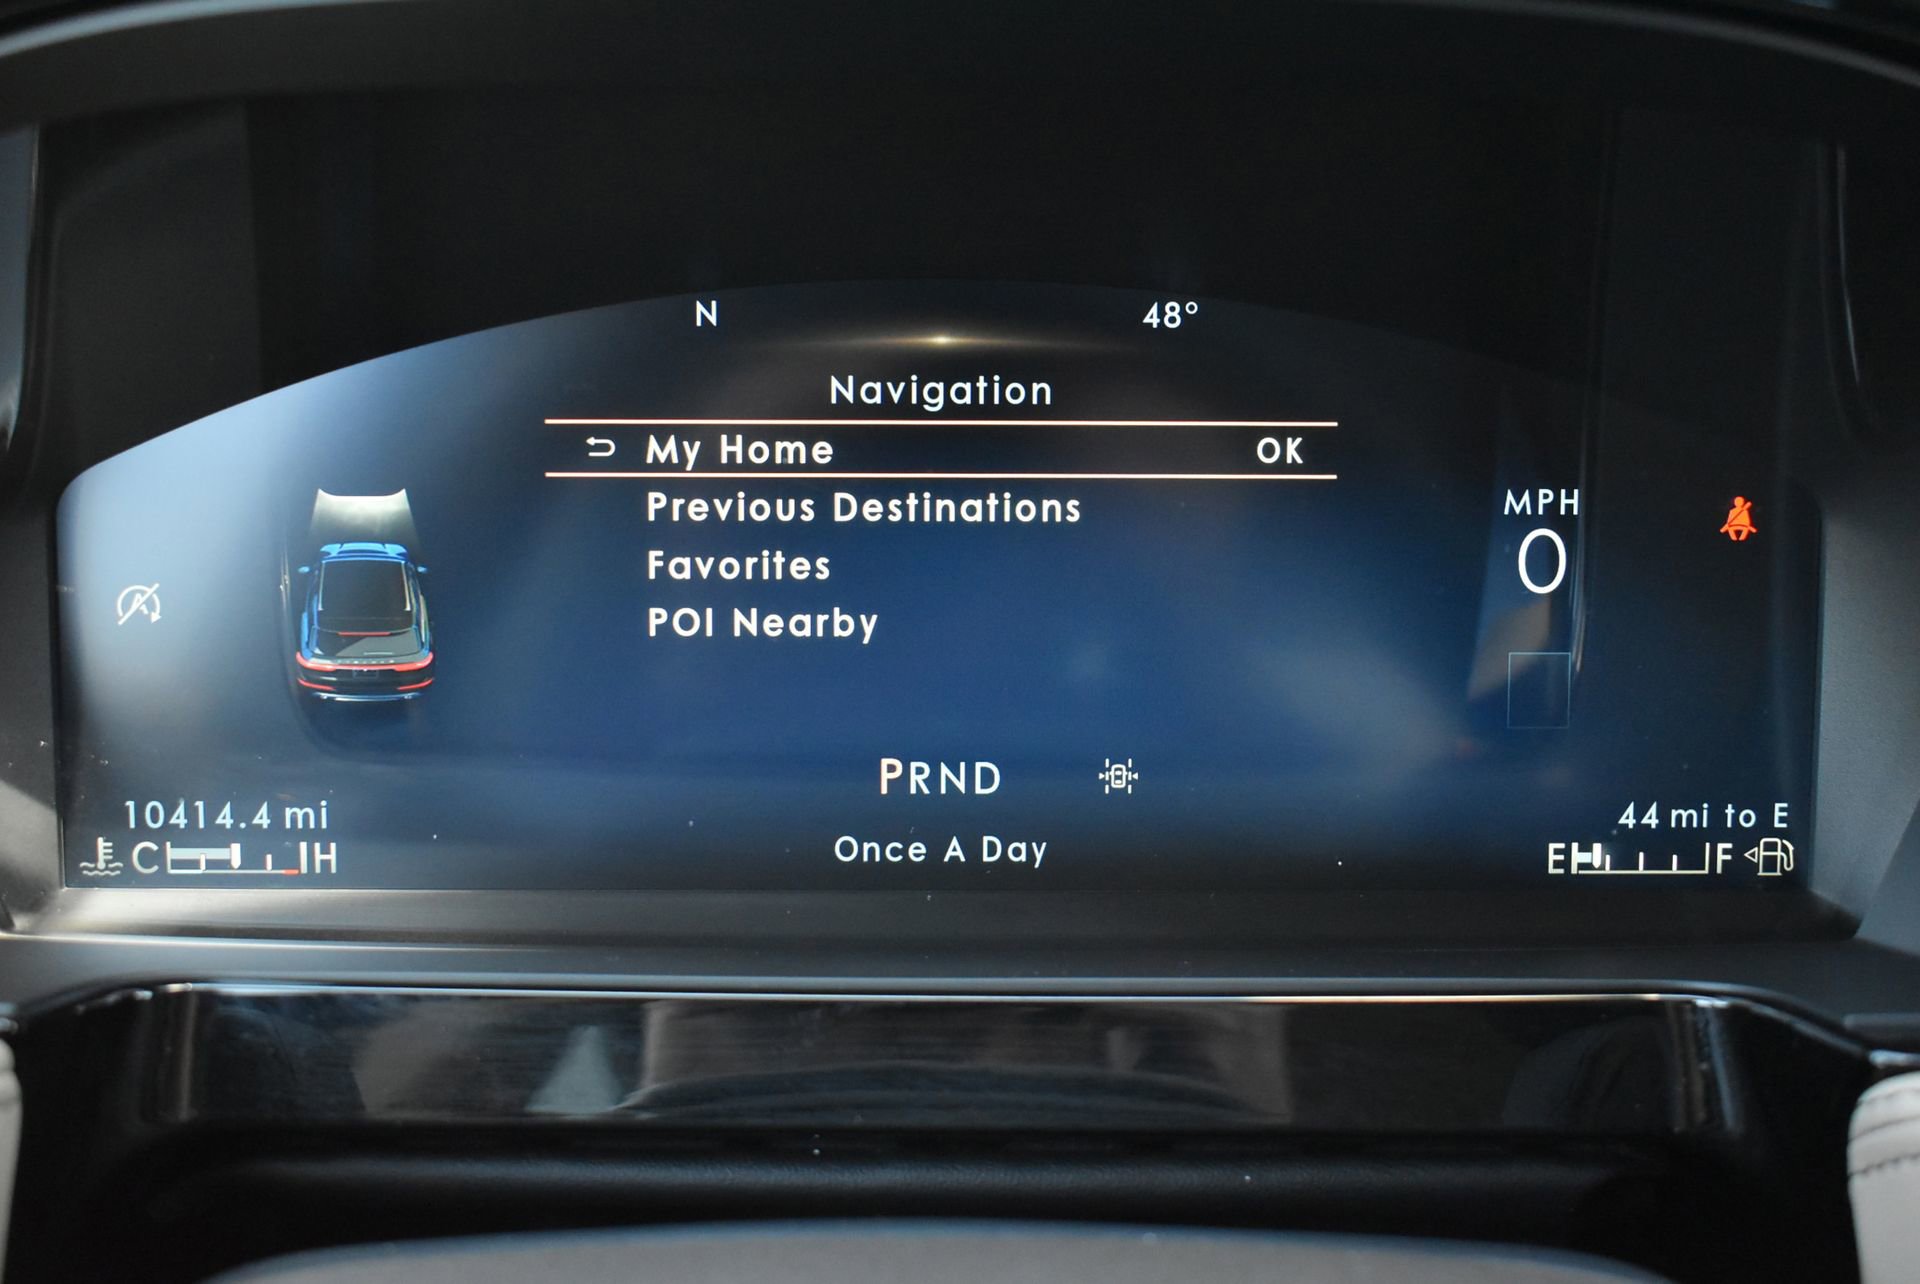 N 48°
Navigation
My Home OK
Previous Destinations
Favorites
POI Nearby
MPH
0
PRND
10414.4 mi
44 mi to E
C H
Once A Day
E F